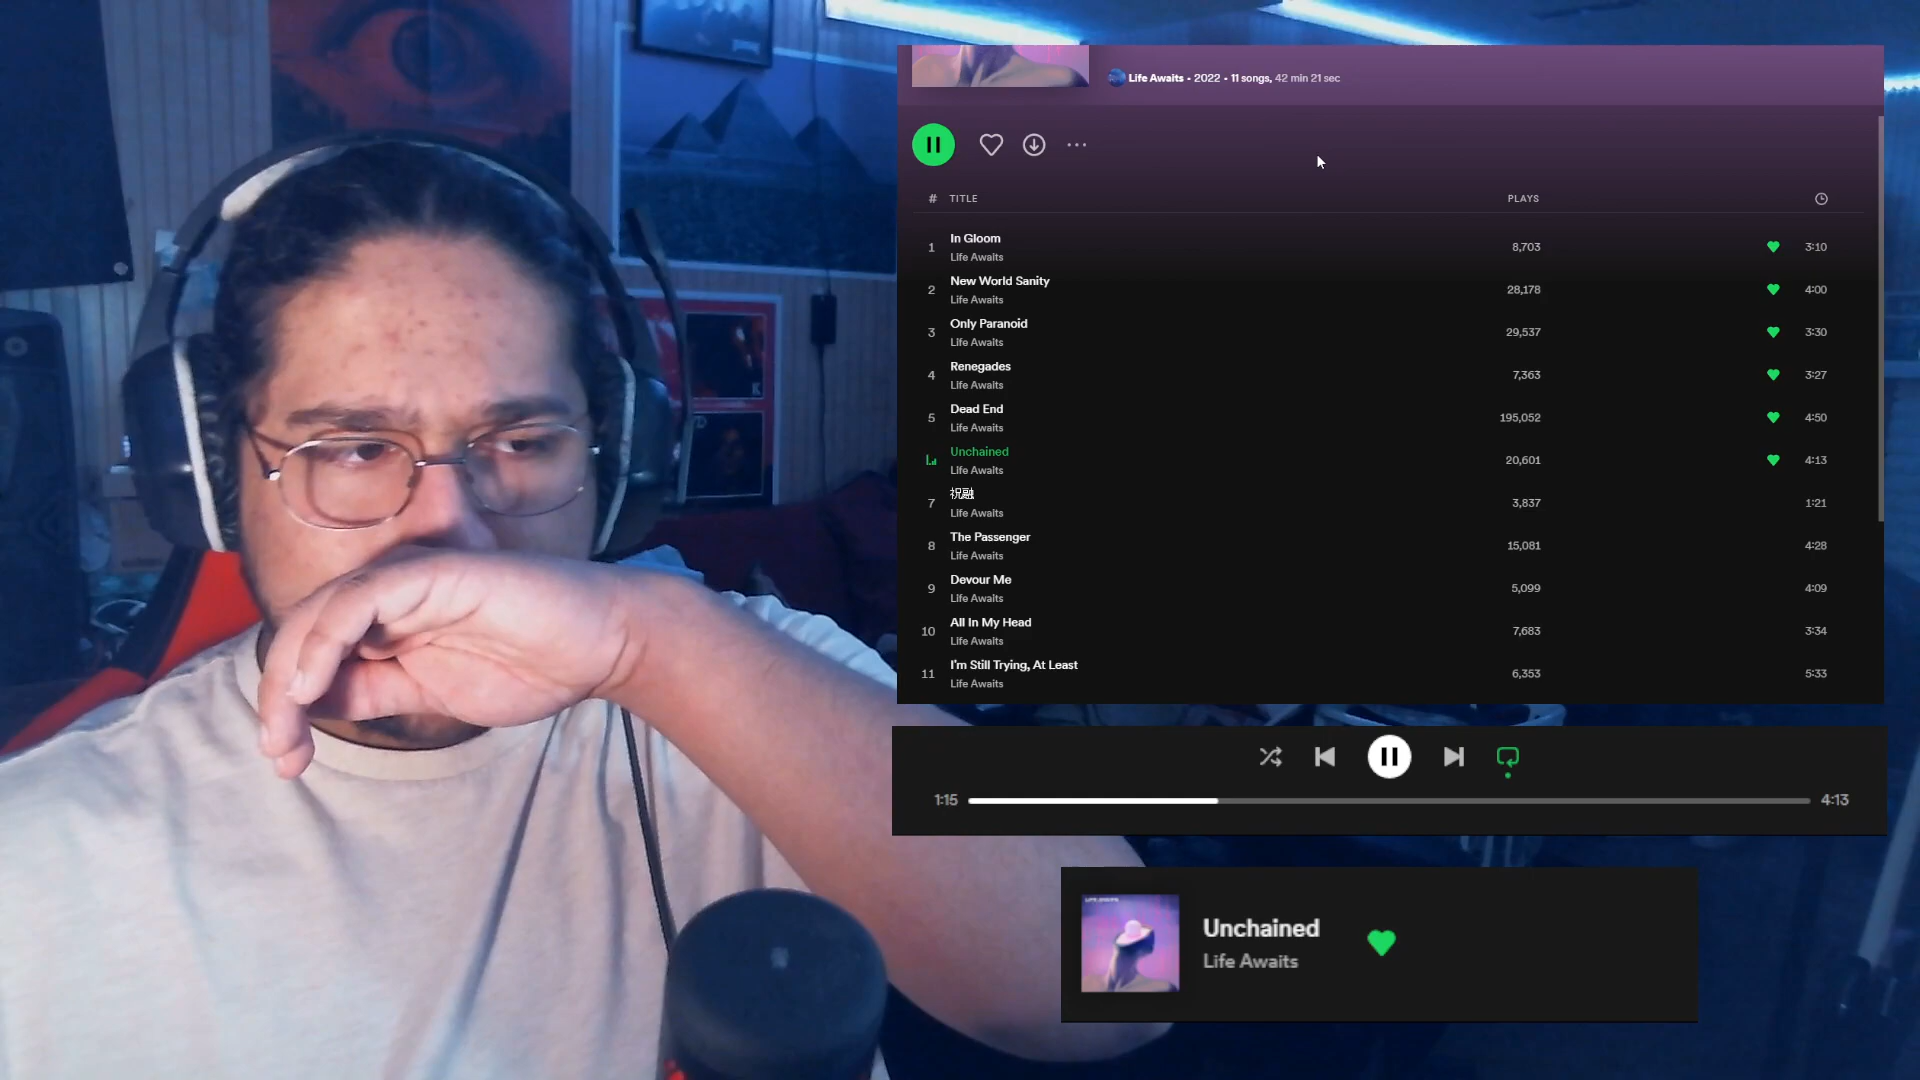 Life Awaits • 2022 • 11 songs, 42 min 21 sec
# TITLE PLAYS
1 In Gloom 8,703 3:10
Life Awaits
2 New World Sanity 28,178 4:00
Life Awaits
3 Only Paranoid 29,537 3:30
Life Awaits
4 Renegades 7,363 3:27
Life Awaits
5 Dead End 195,052 4:50
Life Awaits
Unchained 20,601 4:13
Life Awaits
7 祝融 3,837 1:21
Life Awaits
8 The Passenger 15,081 4:28
Life Awaits
9 Devour Me 5,099 4:09
Life Awaits
10 All In My Head 7,683 3:34
Life Awaits
11 I'm Still Trying, At Least 6,353 5:33
Life Awaits
1:15 4:13
Unchained
Life Awaits